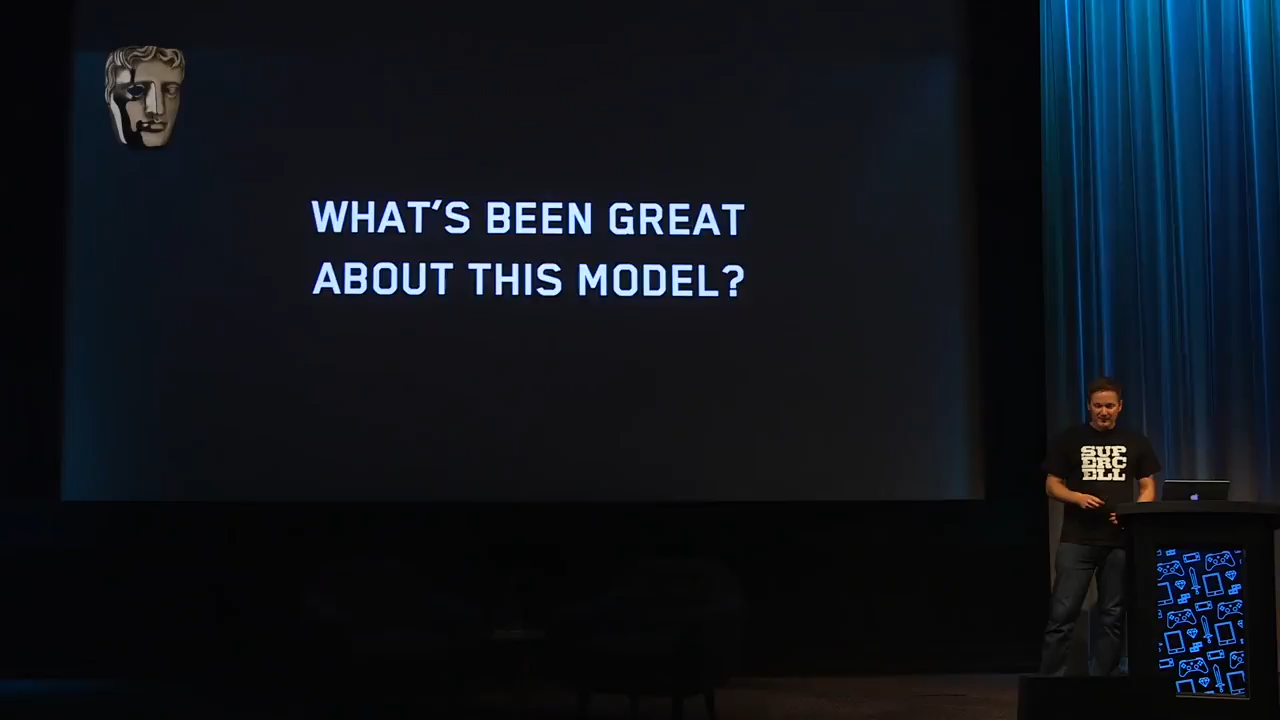 WHAT'S BEEN GREAT
ABOUT THIS MODEL?
SUP
ERC
ELL